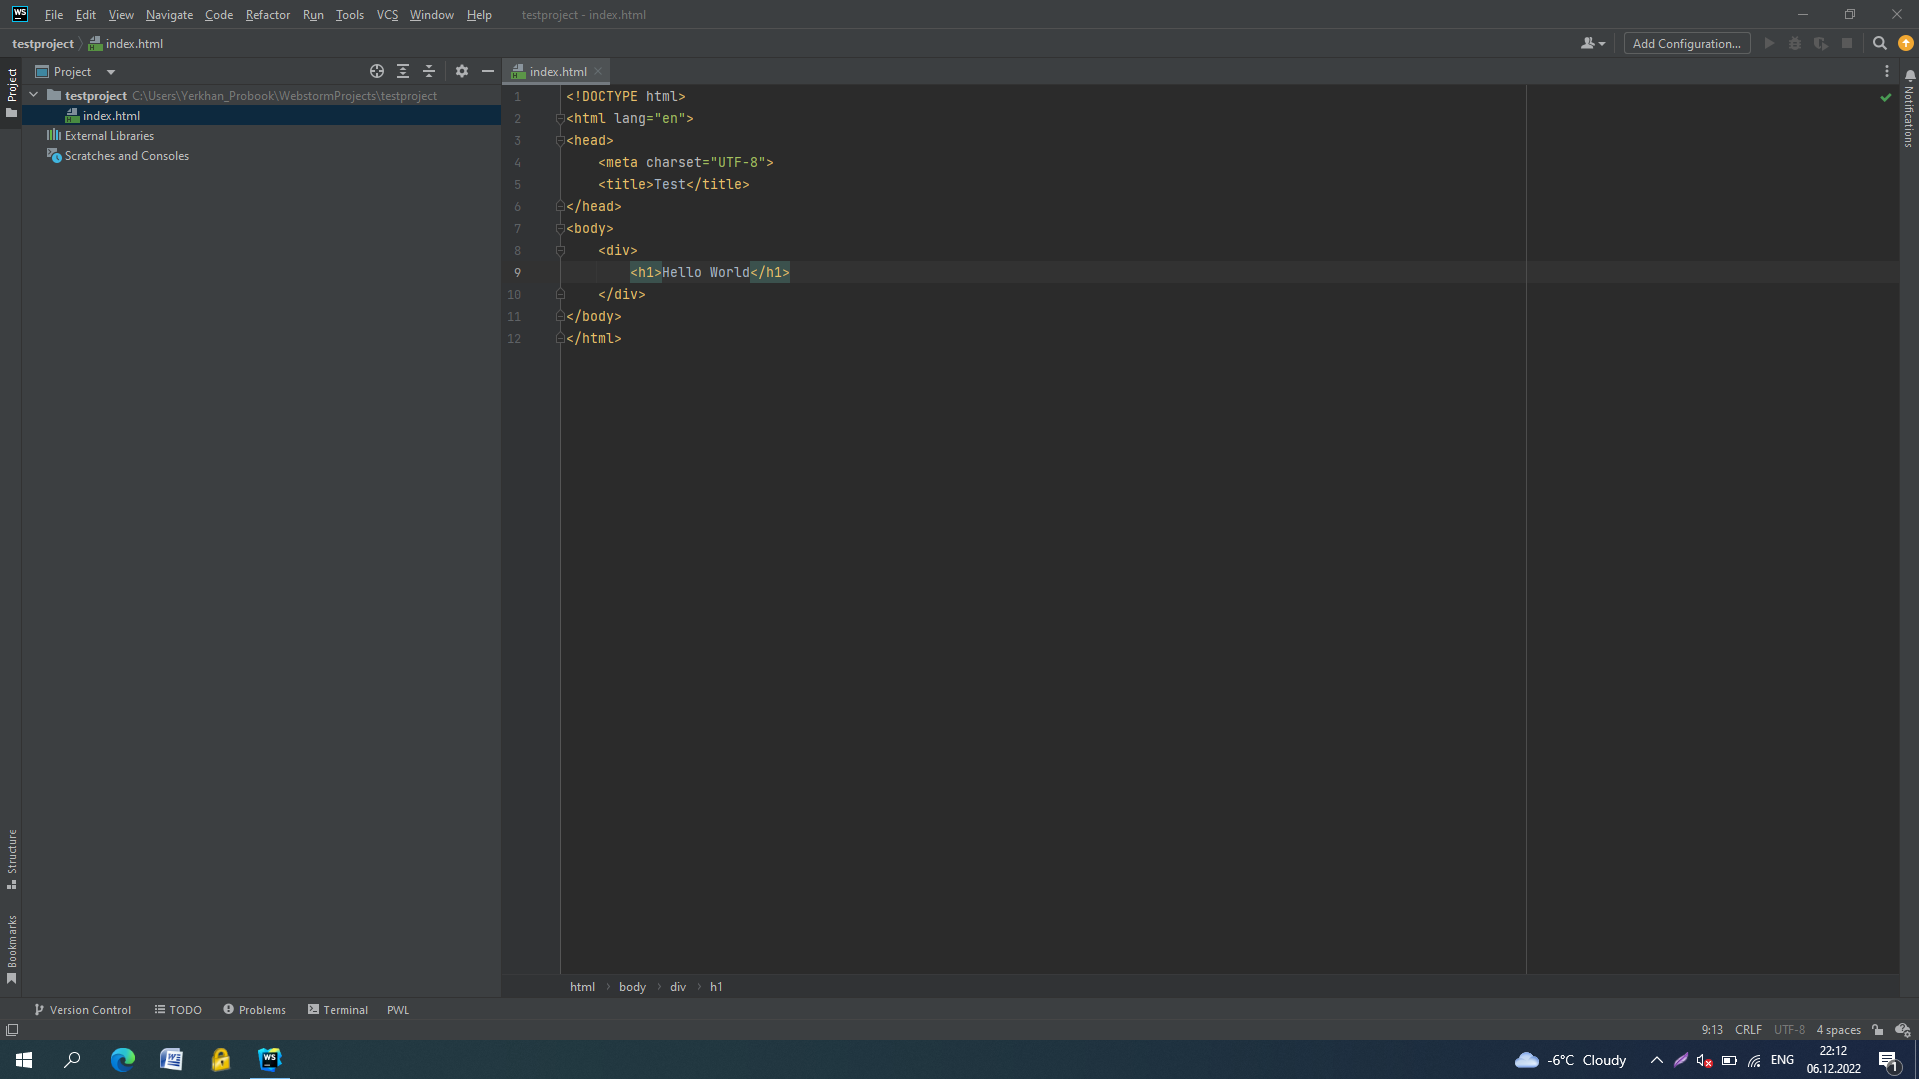 WS File Edit View Navigate Code Refactor Run Tools VCS Window Help testproject - index.html
testproject index.html Add Configuration...
Project
Project
index.html
testproject C:\Users\Yerkhan_Probook\WebstormProjects\testproject
index.html
External Libraries
Scratches and Consoles
Notifications
1 <!DOCTYPE html>
2 <html lang="en">
3 <head>
4 <meta charset="UTF-8">
5 <title>Test</title>
6 </head>
7 <body>
8 <div>
9 <h1>Hello World</h1>
10 </div>
11 </body>
12 </html>
Structure
Bookmarks
html body div h1
Version Control TODO Problems Terminal PWL
9:13 CRLF UTF-8 4 spaces
WS -6°C Cloudy ENG 22:12
06.12.2022 1